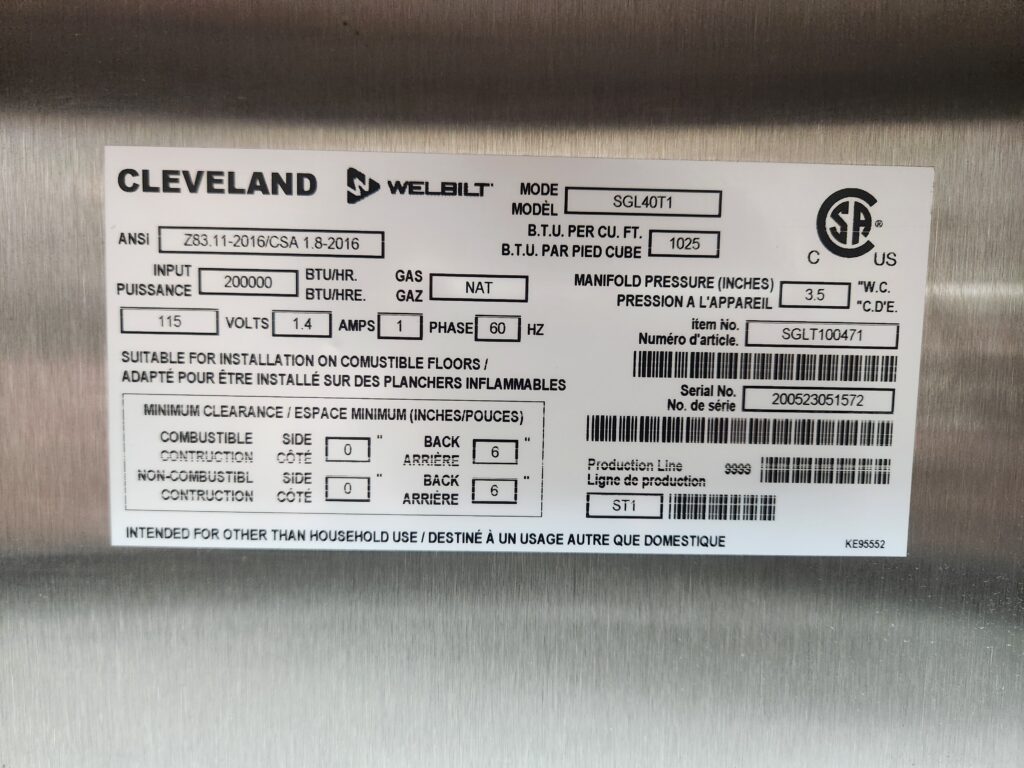 CLEVELAND WELBILT
MODE
MODÈL
SGL40T1
ANSI Z83.11-2016/CSA 1.8-2016
B.T.U. PER CU. FT.
B.T.U. PAR PIED CUBE
1025
CSA®
C US
INPUT
PUISSANCE
200000
BTU/HR.
BTU/HRE.
GAS
GAZ
NAT
MANIFOLD PRESSURE (INCHES)
PRESSION A L'APPAREIL
3.5
"W.C.
"C.D'E.
115 VOLTS 1.4 AMPS 1 PHASE 60 HZ
item No.
Numéro d'article.
SGLT100471
SUITABLE FOR INSTALLATION ON COMUSTIBLE FLOORS /
ADAPTÉ POUR ÊTRE INSTALLÉ SUR DES PLANCHERS INFLAMMABLES
Serial No.
No. de série
200523051572
MINIMUM CLEARANCE / ESPACE MINIMUM (INCHES/POUCES)
COMBUSTIBLE
CONTRUCTION
SIDE
CÔTÉ
0 "
BACK
ARRIÈRE
6 "
NON-COMBUSTIBL
CONTRUCTION
SIDE
CÔTÉ
0 "
BACK
ARRIÈRE
6 "
Production Line
Ligne de production
9999
ST1
INTENDED FOR OTHER THAN HOUSEHOLD USE / DESTINÉ À UN USAGE AUTRE QUE DOMESTIQUE
KE95552